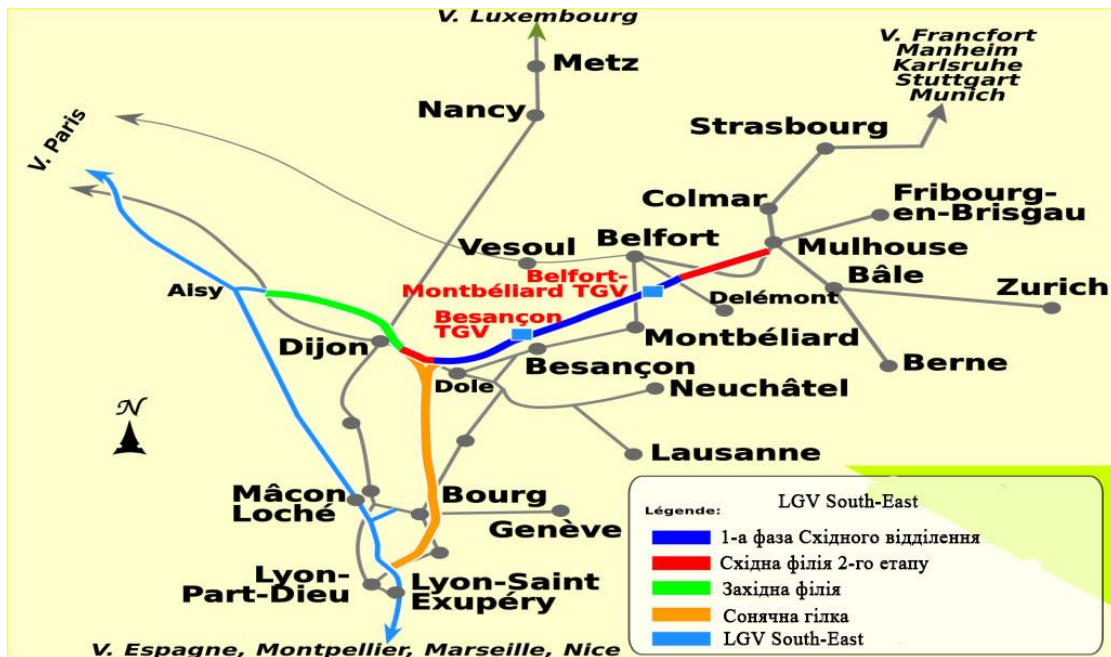 V. Luxembourg
V. Francfort
Manheim
Karlsruhe
Stuttgart
Munich
Metz
Nancy
Strasbourg
V. Paris
Colmar
Fribourg-
en-Brisgau
Vesoul
Belfort
Mulhouse
Belfort-
Montbéliard TGV
Bâle
Aisy
Delémont
Zurich
Besançon
TGV
Dijon
Montbéliard
Besançon
Berne
Dole
Neuchâtel
N
Lausanne
Mâcon
Loché
Bourg
Genève
Lyon-
Part-Dieu
Lyon-Saint
Exupéry
V. Espagne, Montpellier, Marseille, Nice
LGV South-East
Légende:
1-а фаза Східного відділення
Східна філія 2-го етапу
Західна філія
Сонячна гілка
LGV South-East